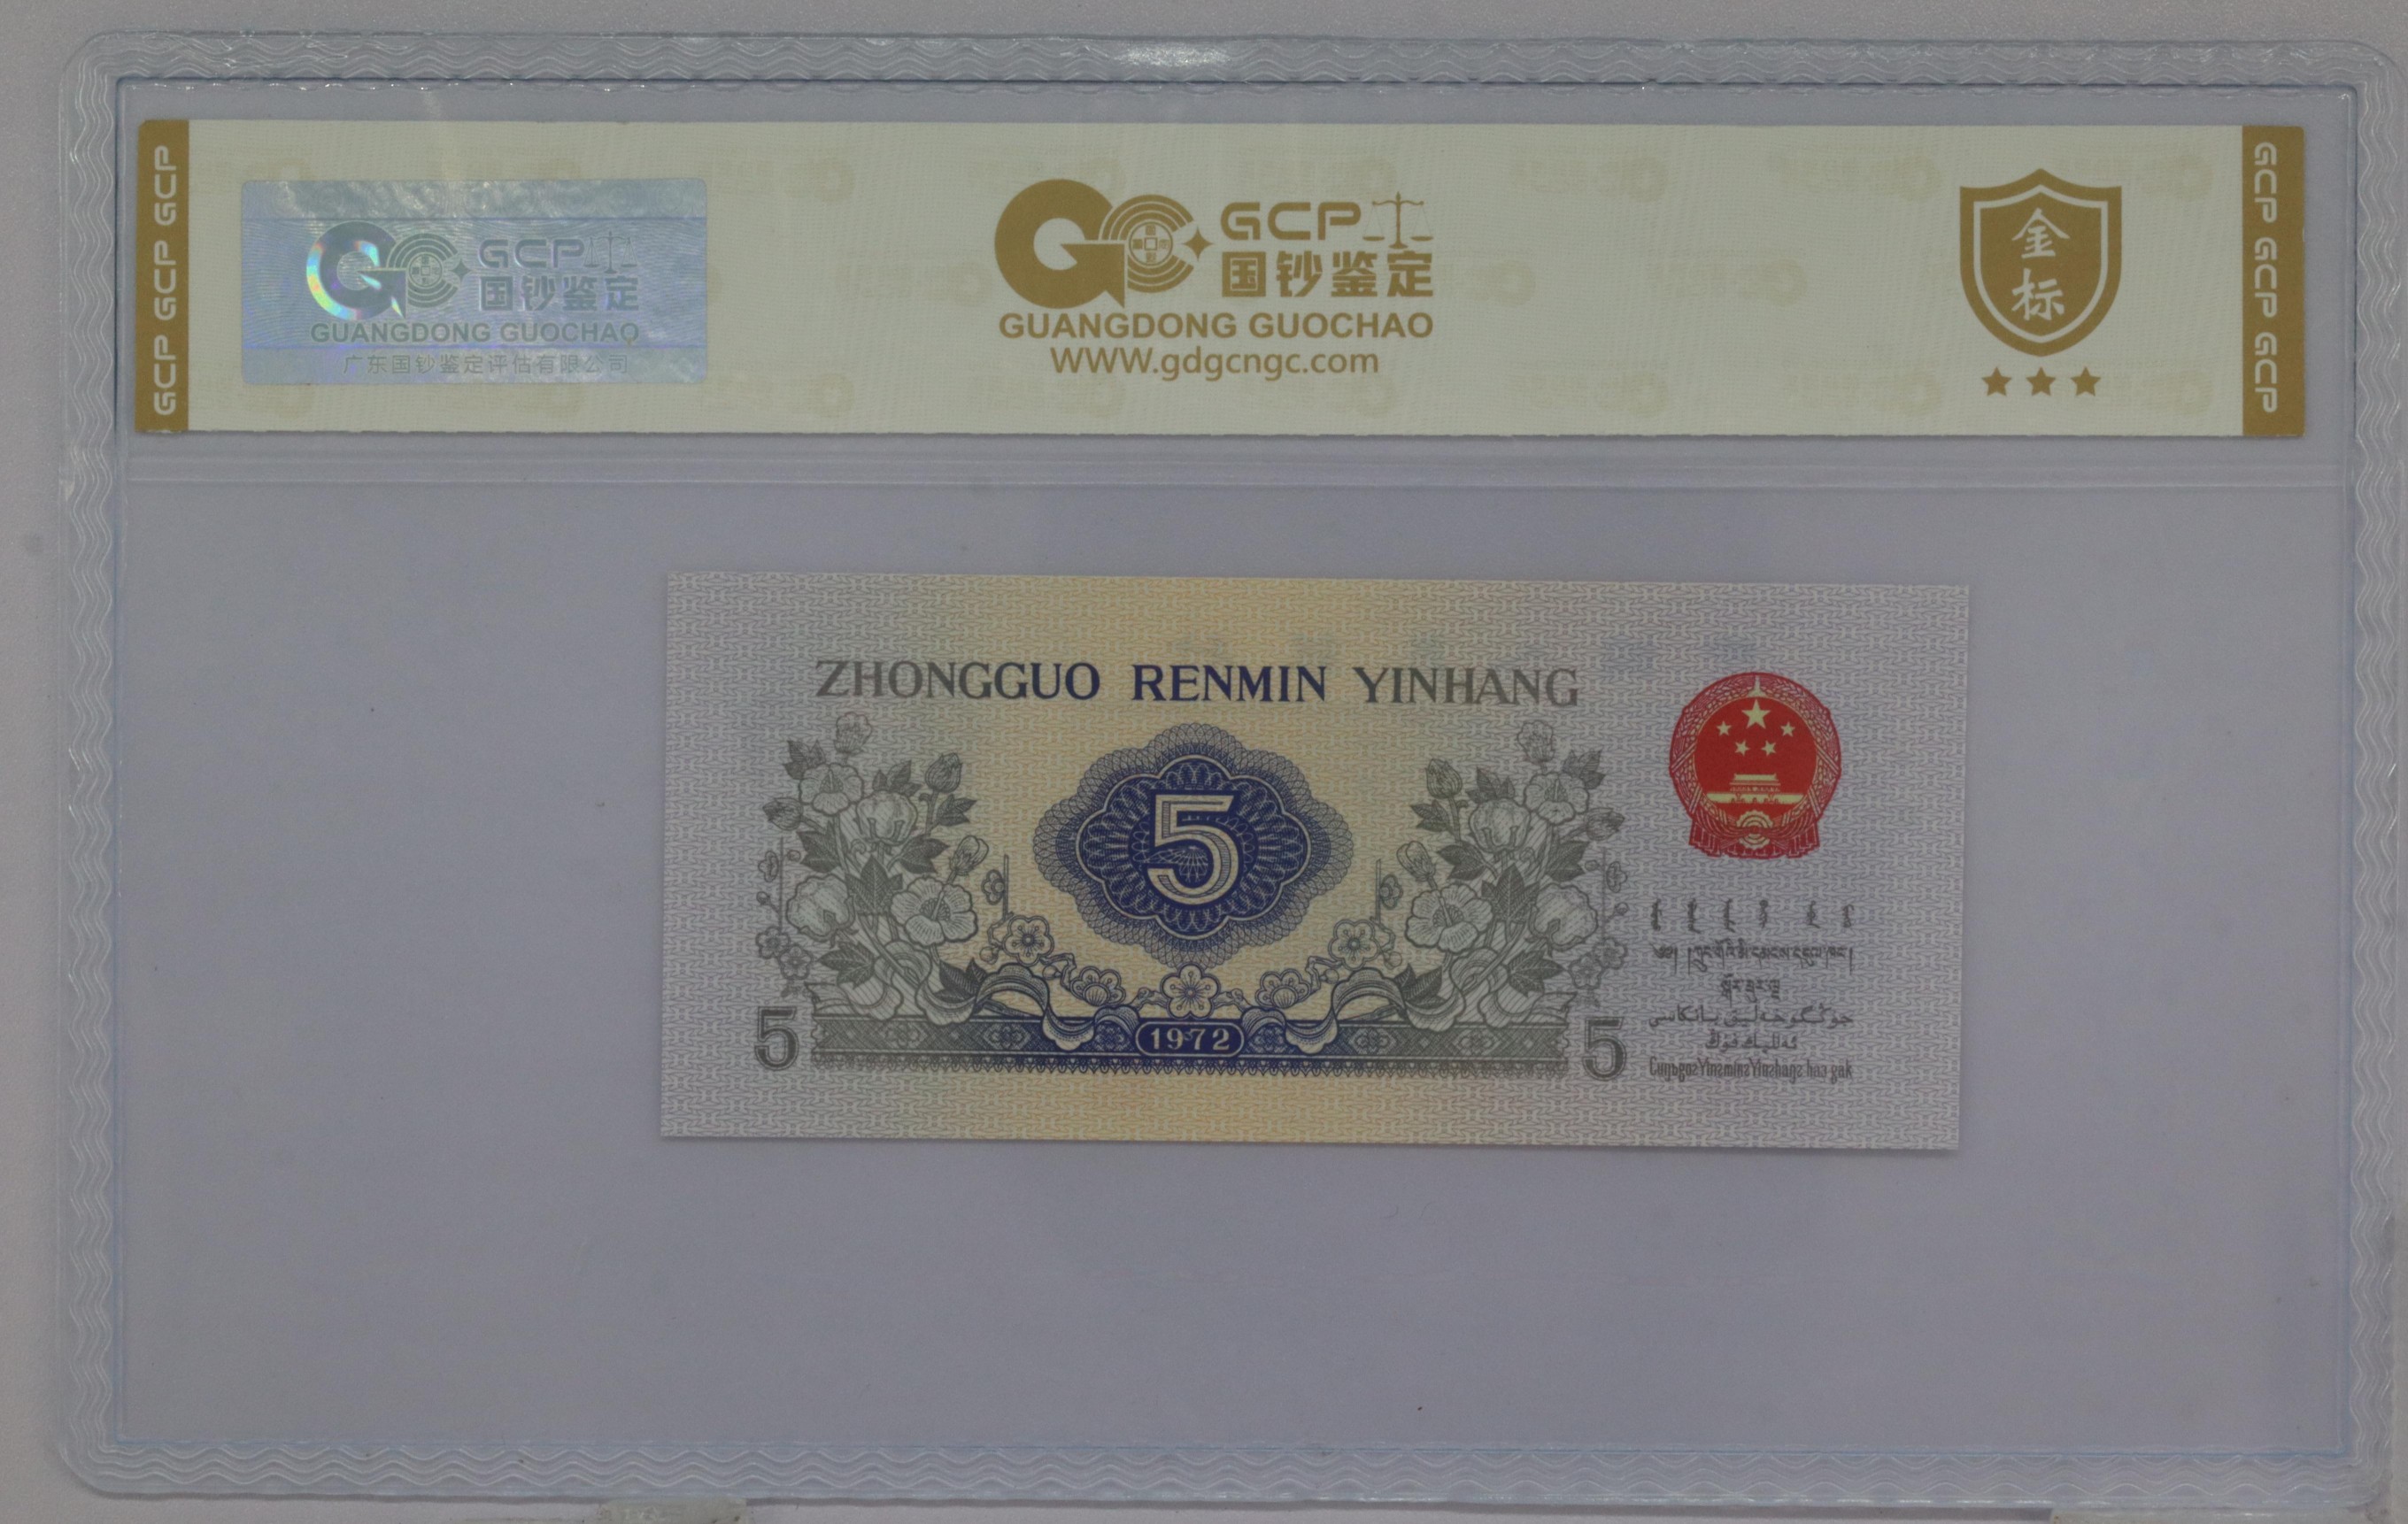 GCP GCP GCP
GCP
国钞鉴定
GUANGDONG GUOCHAO
广东国钞鉴定评估有限公司
GCP
国钞鉴定
GUANGDONG GUOCHAO
WWW.gdgcngc.com
金
标
GCP GCP GCP
ZHONGGUO RENMIN YINHANG
5
1972
5
5